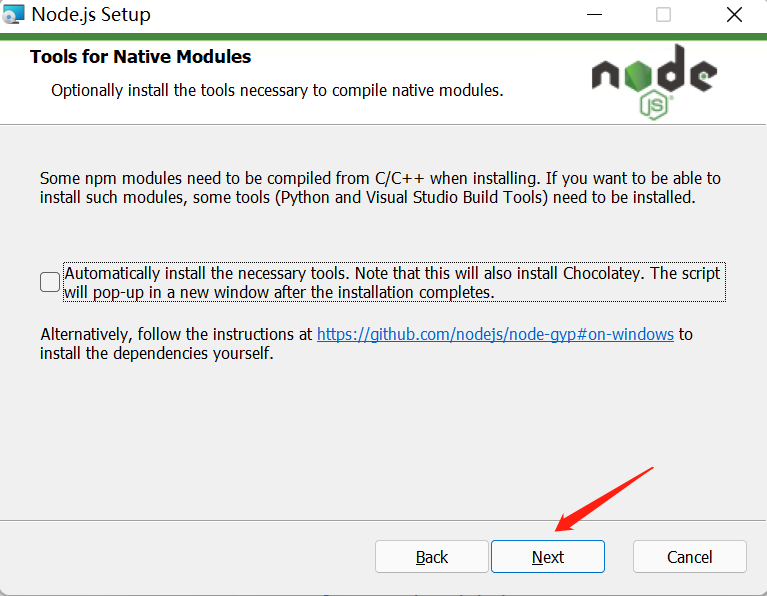 Node.js Setup
Tools for Native Modules
Optionally install the tools necessary to compile native modules.
node
JS
Some npm modules need to be compiled from C/C++ when installing. If you want to be able to
install such modules, some tools (Python and Visual Studio Build Tools) need to be installed.
Automatically install the necessary tools. Note that this will also install Chocolatey. The script
will pop-up in a new window after the installation completes.
Alternatively, follow the instructions at https://github.com/nodejs/node-gyp#on-windows to
install the dependencies yourself.
Back Next Cancel